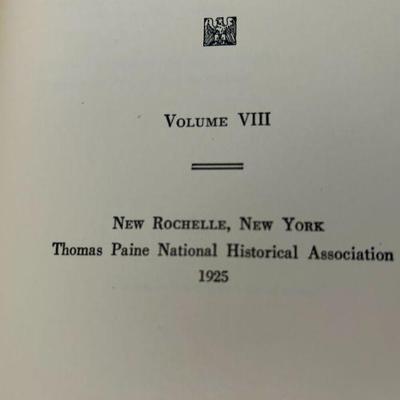 VOLUME VIII
NEW ROCHELLE, NEW YORK
Thomas Paine National Historical Association
1925